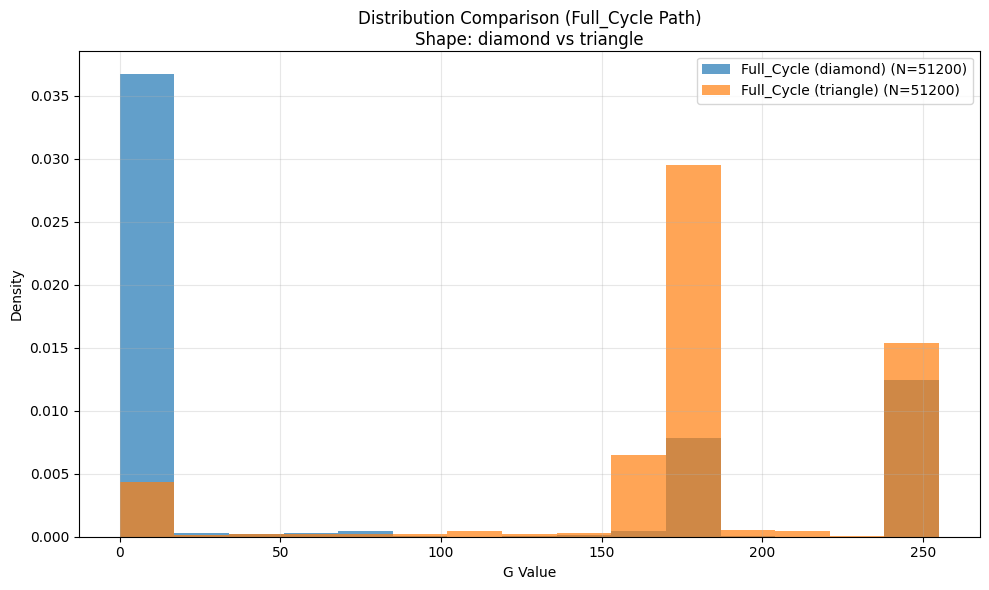 Distribution Comparison (Full_Cycle Path)
Shape: diamond vs triangle
Full_Cycle (diamond) (N=51200)
Full_Cycle (triangle) (N=51200)
Density
0.035
0.030
0.025
0.020
0.015
0.010
0.005
0.000
0 50 100 150 200 250
G Value